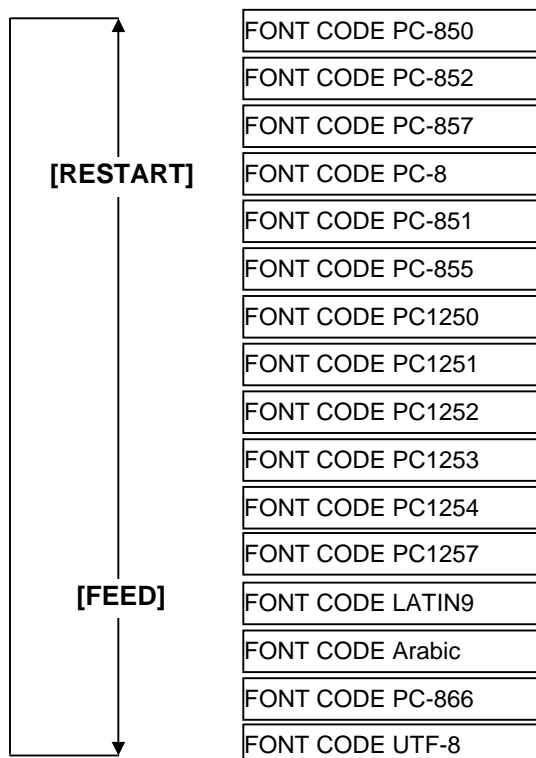 FONT CODE PC-850
FONT CODE PC-852
FONT CODE PC-857
[RESTART]
FONT CODE PC-8
FONT CODE PC-851
FONT CODE PC-855
FONT CODE PC1250
FONT CODE PC1251
FONT CODE PC1252
FONT CODE PC1253
FONT CODE PC1254
FONT CODE PC1257
[FEED]
FONT CODE LATIN9
FONT CODE Arabic
FONT CODE PC-866
FONT CODE UTF-8